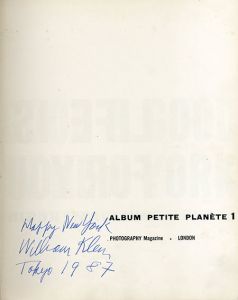 ALBUM PETITE PLANÈTE 1
PHOTOGRAPHY Magazine . LONDON
Happy New York
William Klein
Tokyo 1987